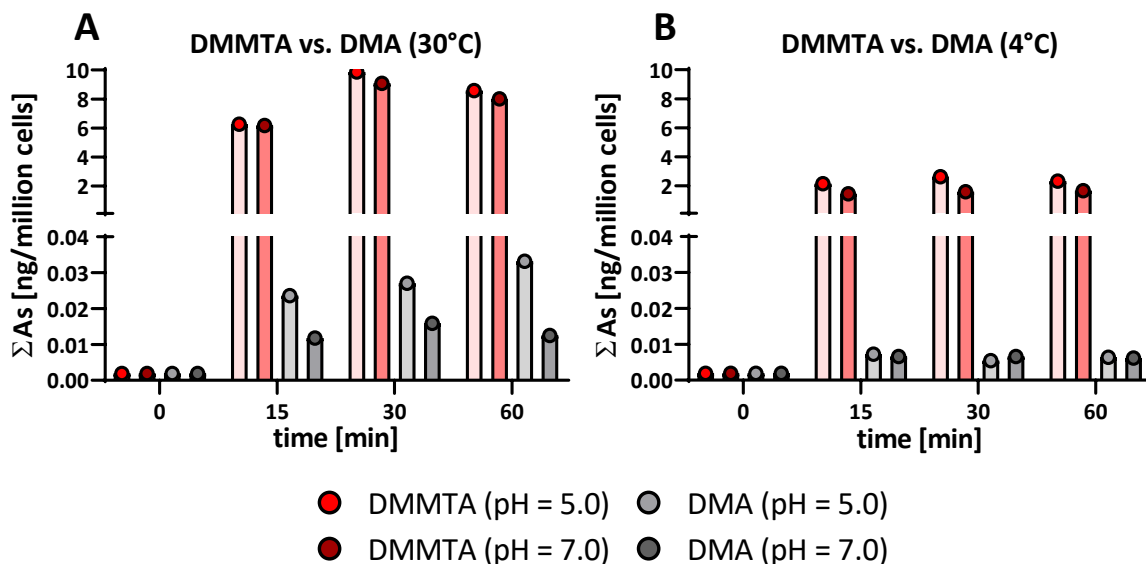 A
DMMTA vs. DMA (30°C)
ΣAs [ng/million cells]
10
8
6
4
2
0.04
0.03
0.02
0.01
0.00
0 15 30 60
time [min]
B
DMMTA vs. DMA (4°C)
ΣAs [ng/million cells]
10
8
6
4
2
0.04
0.03
0.02
0.01
0.00
0 15 30 60
time [min]
DMMTA (pH = 5.0) DMA (pH = 5.0)
DMMTA (pH = 7.0) DMA (pH = 7.0)